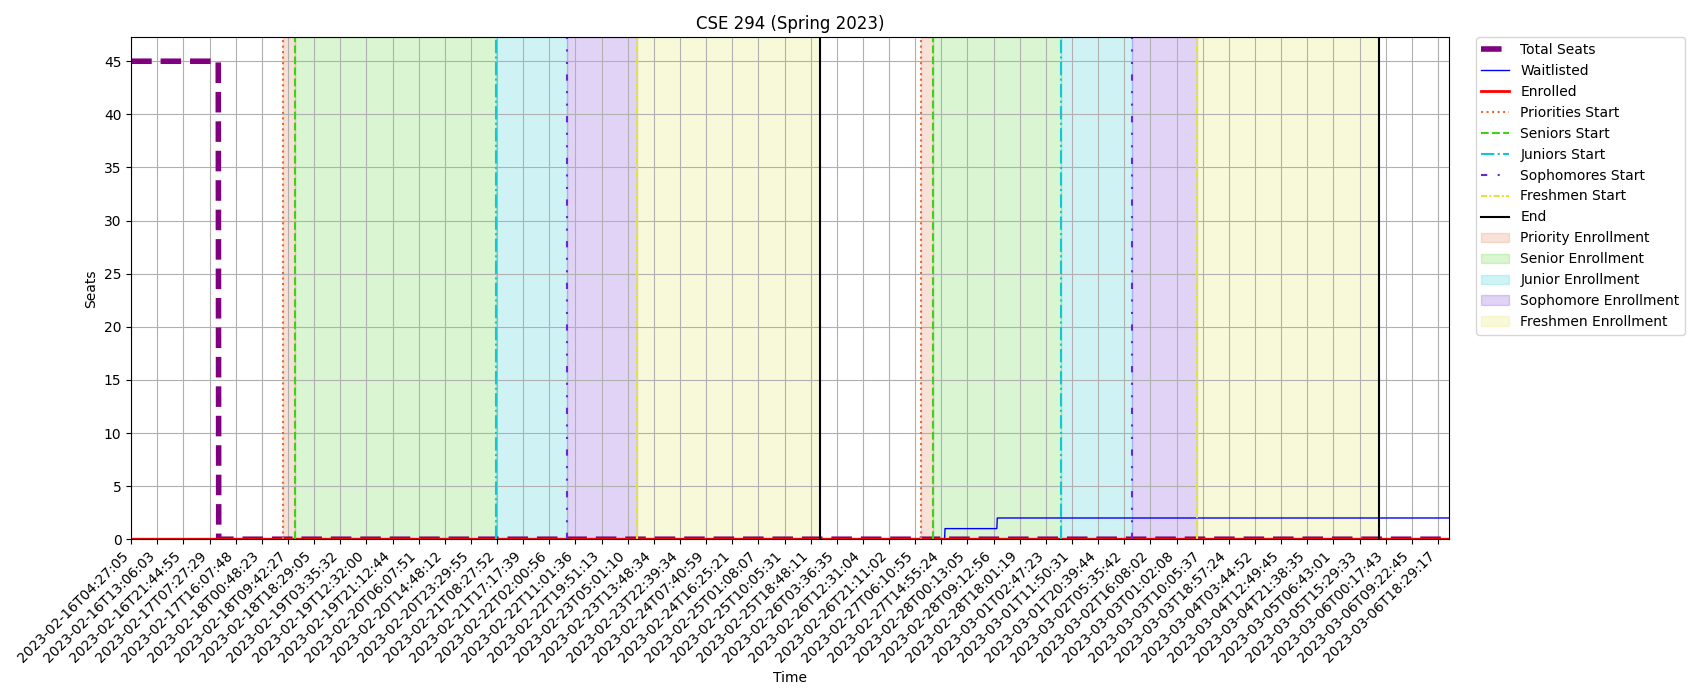 CSE 294 (Spring 2023)
Seats
45
40
35
30
25
20
15
10
5
0
2023-02-16T04:27:05
2023-02-16T13:06:03
2023-02-16T21:44:55
2023-02-17T07:27:29
2023-02-17T16:07:48
2023-02-18T00:48:23
2023-02-18T09:42:27
2023-02-18T18:29:05
2023-02-19T03:35:32
2023-02-19T12:32:00
2023-02-19T21:12:44
2023-02-20T06:07:51
2023-02-20T14:48:12
2023-02-20T23:29:55
2023-02-21T08:27:52
2023-02-21T17:17:39
2023-02-22T02:00:56
2023-02-22T11:01:36
2023-02-22T19:51:13
2023-02-23T05:01:10
2023-02-23T13:48:34
2023-02-23T22:39:34
2023-02-24T07:40:59
2023-02-24T16:25:21
2023-02-25T01:08:07
2023-02-25T10:05:31
2023-02-25T18:48:11
2023-02-26T03:36:35
2023-02-26T12:31:04
2023-02-26T21:11:02
2023-02-27T06:10:55
2023-02-27T14:55:24
2023-02-28T00:13:05
2023-02-28T09:12:56
2023-02-28T18:01:19
2023-03-01T02:47:23
2023-03-01T11:50:31
2023-03-01T20:39:44
2023-03-02T05:35:42
2023-03-02T16:08:02
2023-03-03T01:02:08
2023-03-03T10:05:37
2023-03-03T18:57:24
2023-03-04T03:44:52
2023-03-04T12:49:45
2023-03-04T21:38:35
2023-03-05T06:43:01
2023-03-05T15:29:33
2023-03-06T00:17:43
2023-03-06T09:22:45
2023-03-06T18:29:17
Time
Total Seats
Waitlisted
Enrolled
Priorities Start
Seniors Start
Juniors Start
Sophomores Start
Freshmen Start
End
Priority Enrollment
Senior Enrollment
Junior Enrollment
Sophomore Enrollment
Freshmen Enrollment